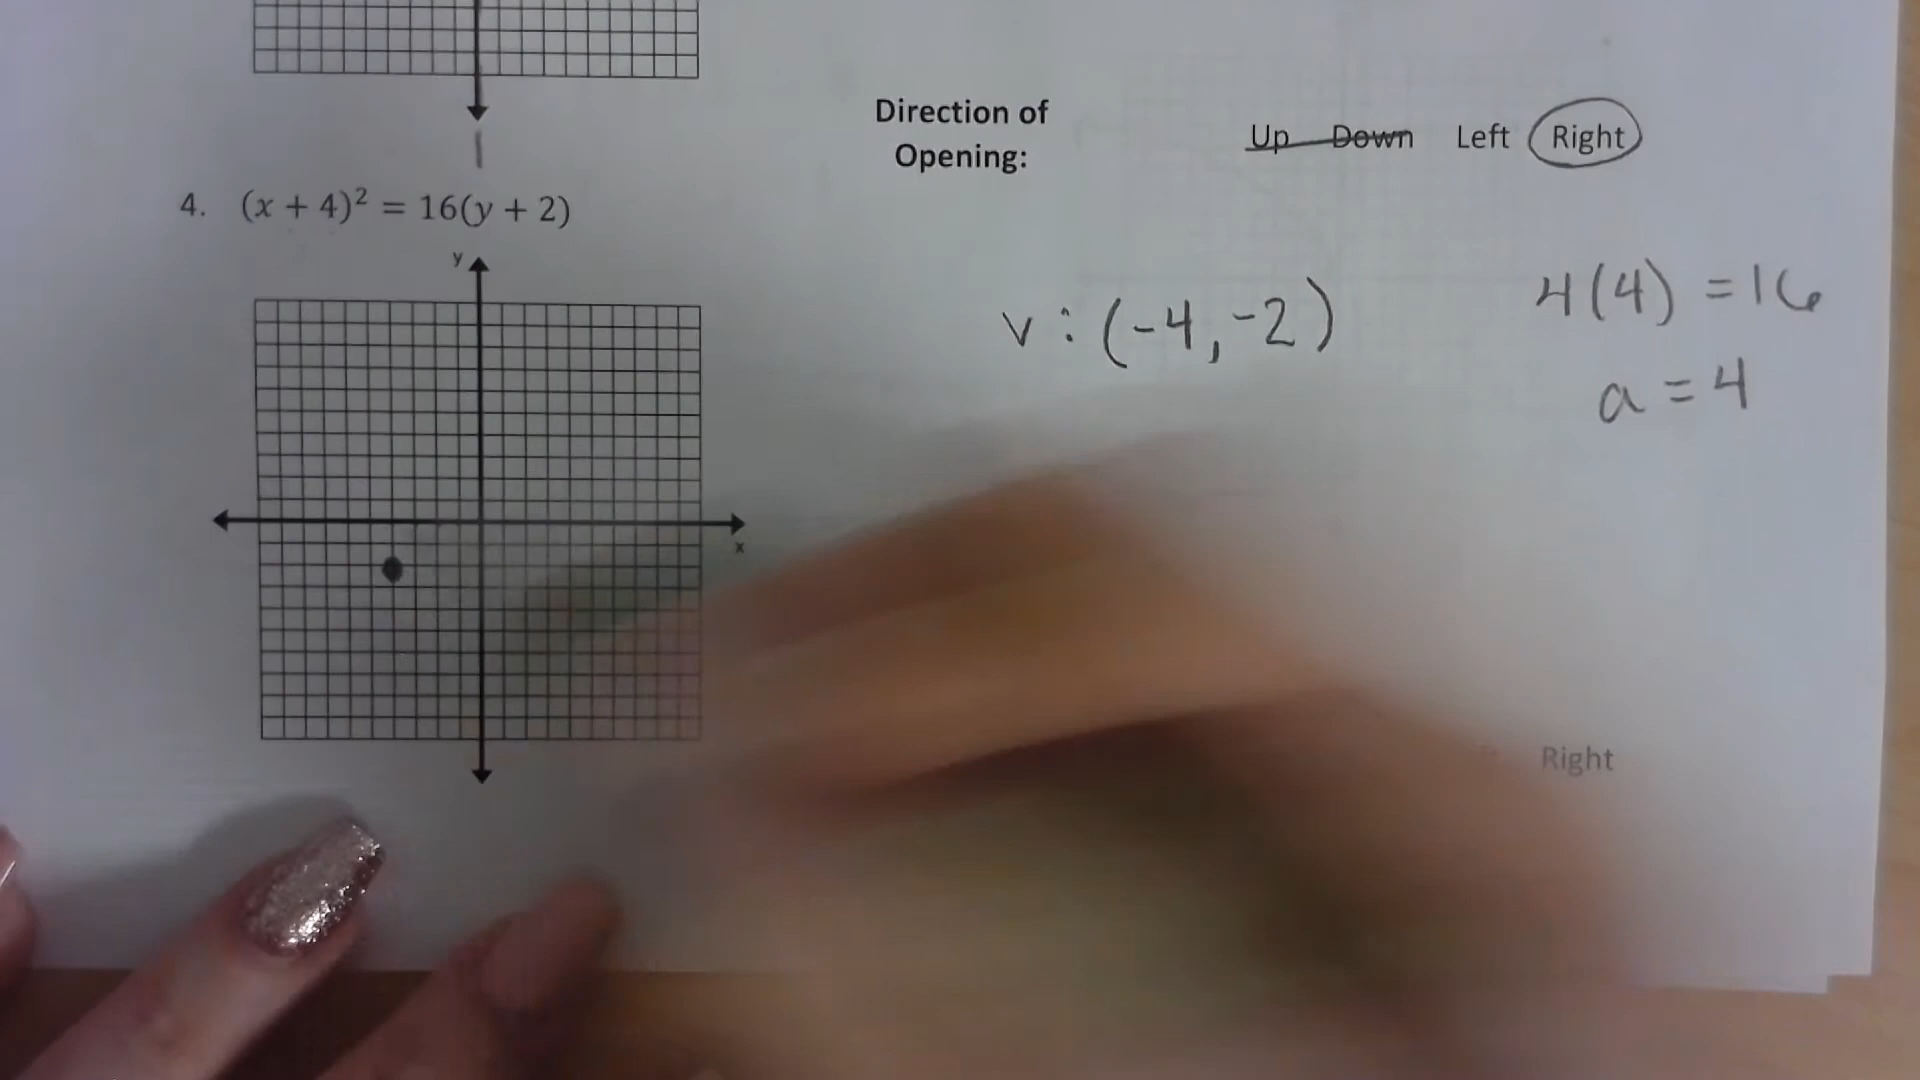 Direction of
Opening:
Up Down Left Right
4. (x + 4)² = 16(y + 2)
y
x
v : (-4, -2)
4(4) = 16
a = 4
Right